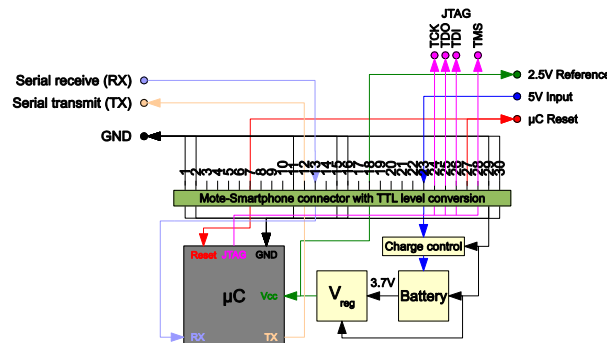 JTAG
TCK
TDO
TDI
TMS
2.5V Reference
Serial receive (RX)
5V Input
Serial transmit (TX)
µC Reset
GND
1 2 3 4 5 6 7 8 9 10 11 12 13 14 15 16 17 18 19 20 21 22 23 24 25 26 27 28 29 30
Mote-Smartphone connector with TTL level conversion
Reset JTAG GND
Charge control
µC
Vcc
Vreg
3.7V
Battery
RX
TX